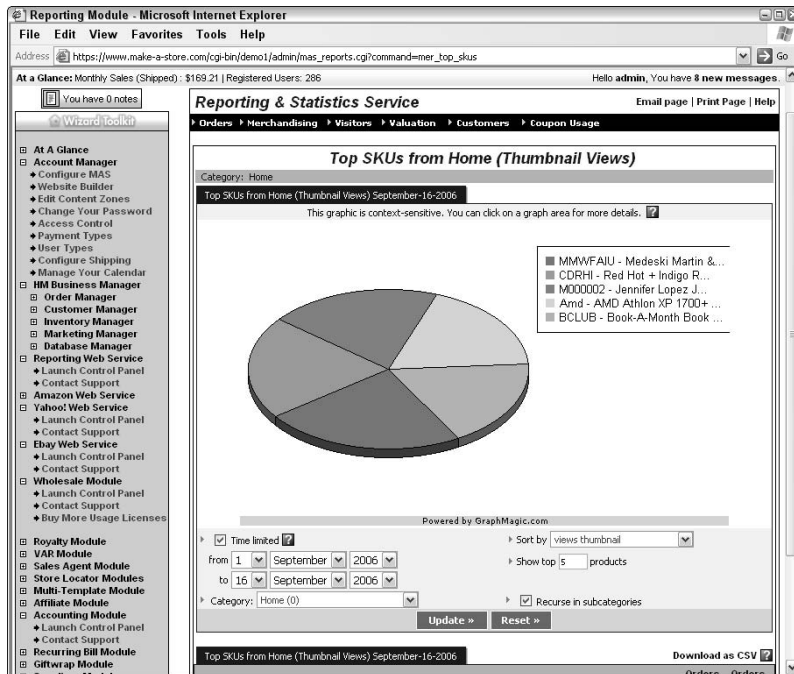 Reporting Module - Microsoft Internet Explorer
File Edit View Favorites Tools Help
Address https://www.make-a-store.com/cgi-bin/demo1/admin/mas_reports.cgi?command=mer_top_skus Go
At a Glance: Monthly Sales (Shipped) : $169.21 | Registered Users: 286 Hello admin, You have 8 new messages.
You have 0 notes
Wizard Toolkit
At A Glance
Account Manager
Configure MAS
Website Builder
Edit Content Zones
Change Your Password
Access Control
Payment Types
User Types
Configure Shipping
Manage Your Calendar
HM Business Manager
Order Manager
Customer Manager
Inventory Manager
Marketing Manager
Database Manager
Reporting Web Service
Launch Control Panel
Contact Support
Amazon Web Service
Yahoo! Web Service
Launch Control Panel
Contact Support
Ebay Web Service
Launch Control Panel
Contact Support
Wholesale Module
Launch Control Panel
Contact Support
Buy More Usage Licenses
Royalty Module
VAR Module
Sales Agent Module
Store Locator Modules
Multi-Template Module
Affiliate Module
Accounting Module
Launch Control Panel
Contact Support
Recurring Bill Module
Giftwrap Module
Reporting & Statistics Service Email page | Print Page | Help
Orders Merchandising Visitors Valuation Customers Coupon Usage
Top SKUs from Home (Thumbnail Views)
Category: Home
Top SKUs from Home (Thumbnail Views) September-16-2006
This graphic is context-sensitive. You can click on a graph area for more details. ?
MMWFAIU - Medeski Martin &...
CDRHI - Red Hot + Indigo R...
M000002 - Jennifer Lopez J...
Amd - AMD Athlon XP 1700+ ...
BCLUB - Book-A-Month Book ...
Powered by GraphMagic.com
Time limited ? Sort by views thumbnail
from 1 September 2006 Show top 5 products
to 16 September 2006
Category: Home (0) Recurse in subcategories
Update » Reset »
Top SKUs from Home (Thumbnail Views) September-16-2006 Download as CSV ?
Orders Orders